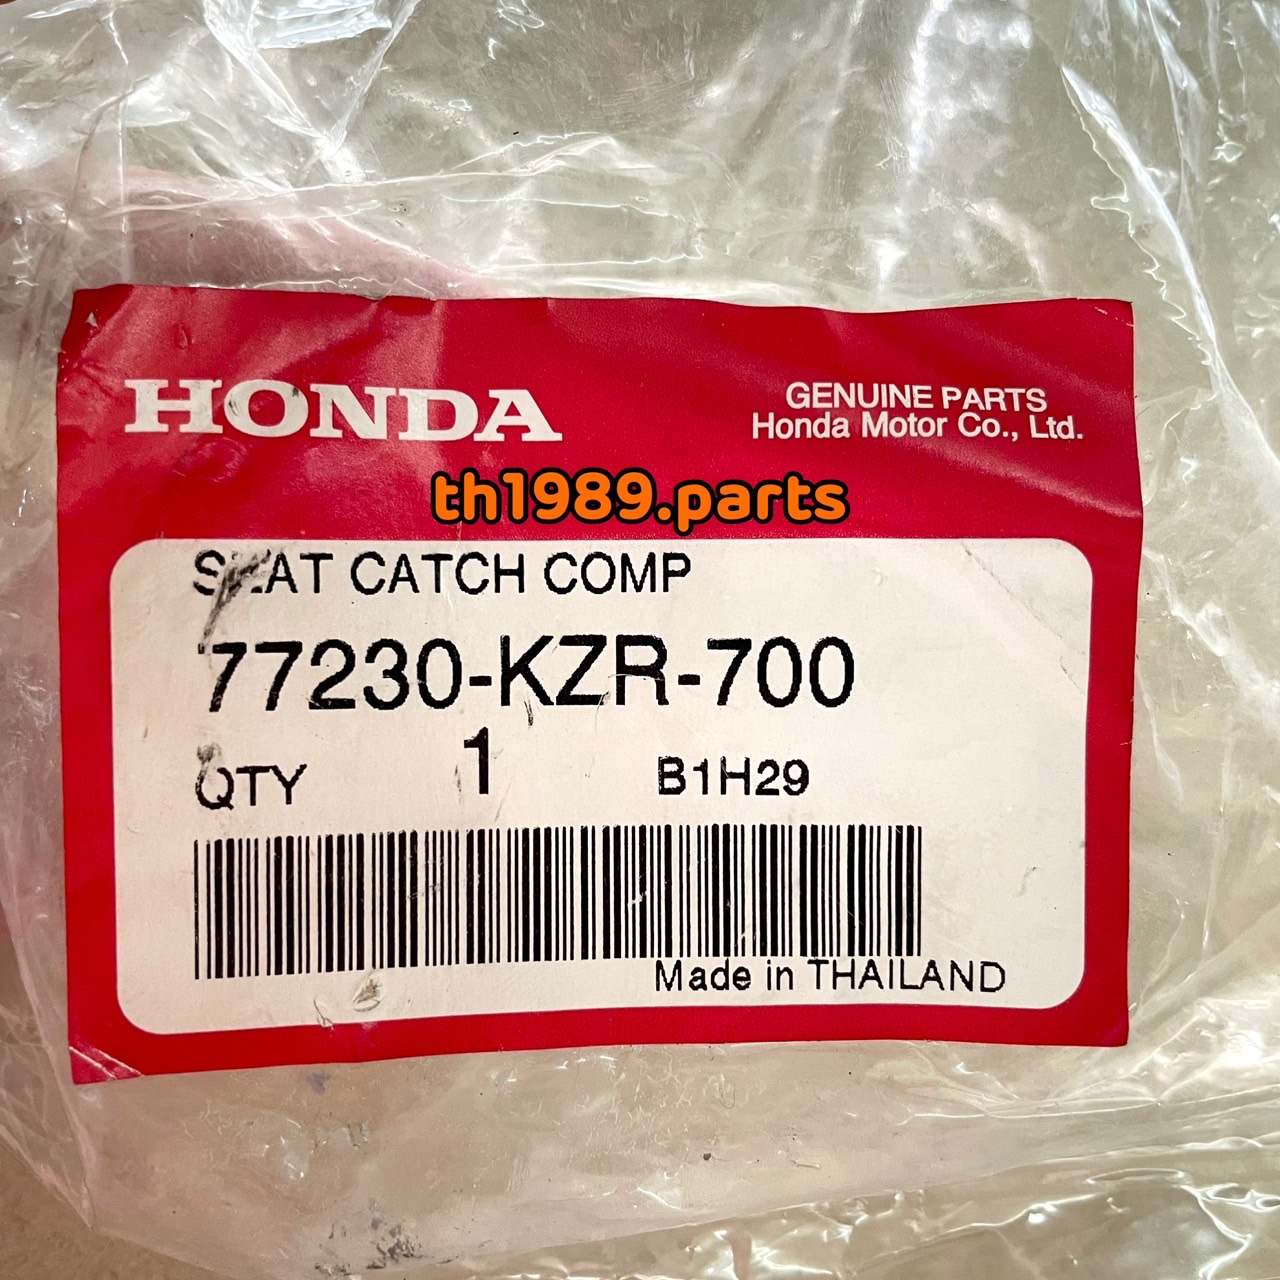 HONDA
GENUINE PARTS
Honda Motor Co., Ltd.
th1989.parts
SEAT CATCH COMP
77230-KZR-700
QTY 1 B1H29
Made in THAILAND